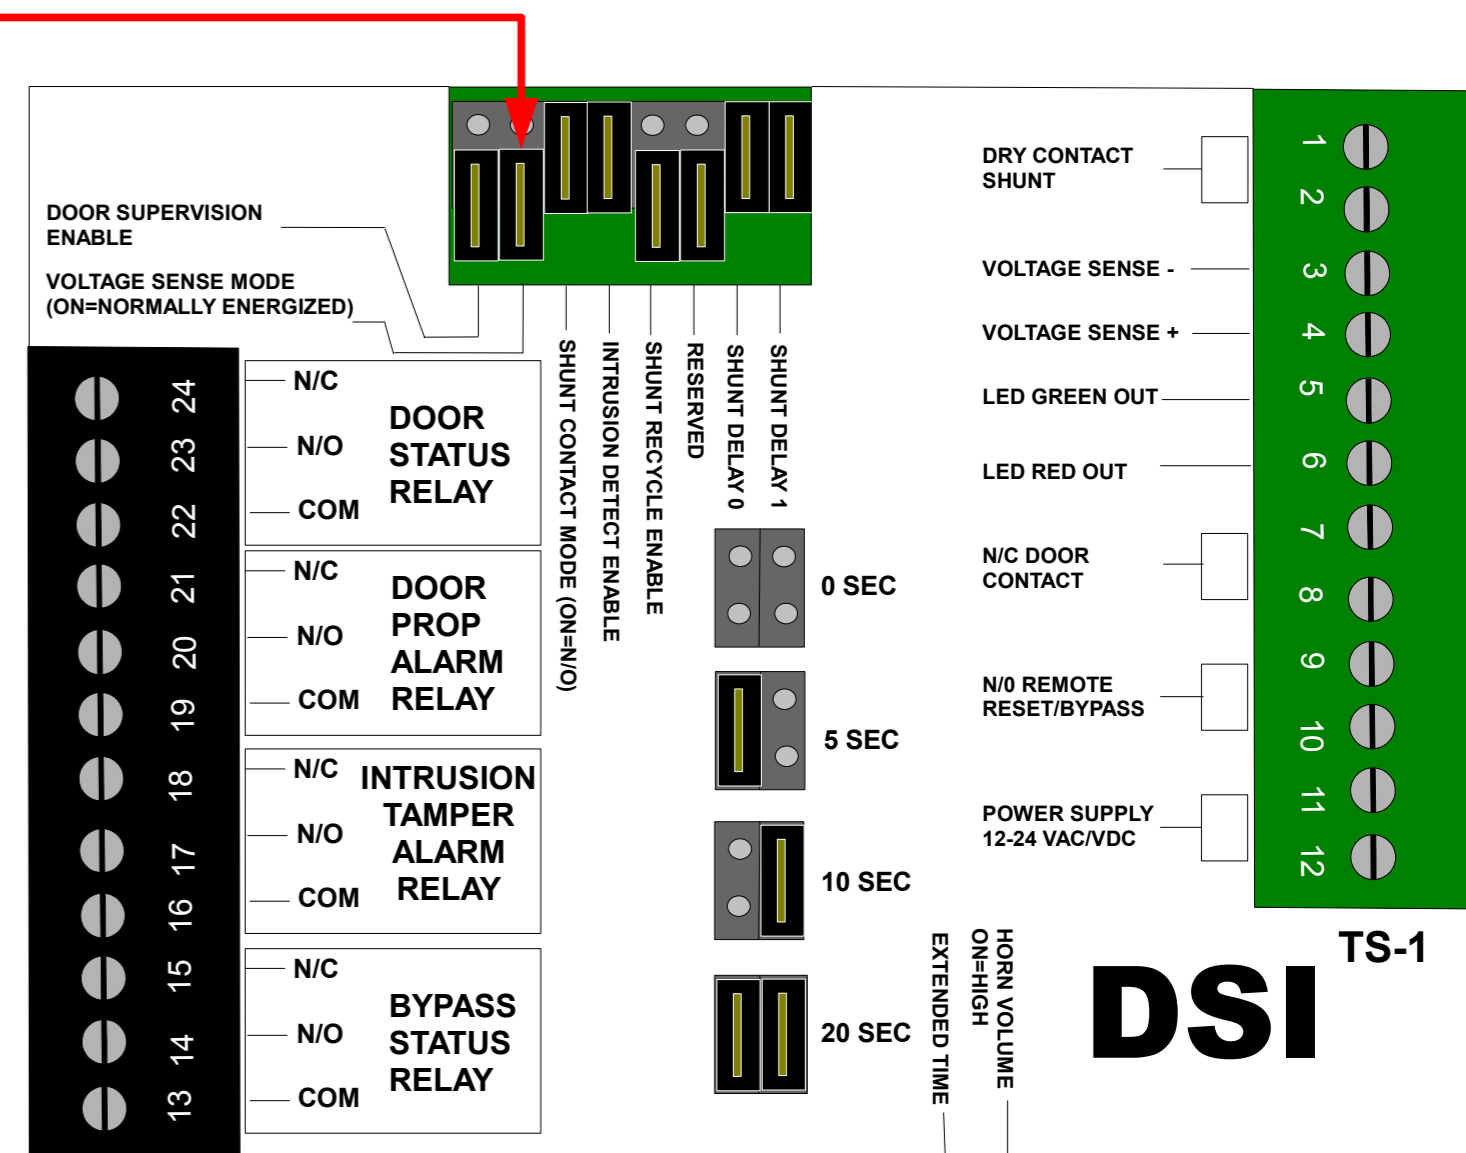 DOOR SUPERVISION
ENABLE
VOLTAGE SENSE MODE
(ON=NORMALLY ENERGIZED)
SHUNT CONTACT MODE (ON=N/O)
INTRUSION DETECT ENABLE
SHUNT RECYCLE ENABLE
RESERVED
SHUNT DELAY 0
SHUNT DELAY 1
24
23
22
21
20
19
18
17
16
15
14
13
N/C
N/O
COM
DOOR
STATUS
RELAY
N/C
N/O
COM
DOOR
PROP
ALARM
RELAY
N/C
N/O
COM
INTRUSION
TAMPER
ALARM
RELAY
N/C
N/O
COM
BYPASS
STATUS
RELAY
0 SEC
5 SEC
10 SEC
20 SEC
DRY CONTACT
SHUNT
VOLTAGE SENSE -
VOLTAGE SENSE +
LED GREEN OUT
LED RED OUT
N/C DOOR
CONTACT
N/0 REMOTE
RESET/BYPASS
POWER SUPPLY
12-24 VAC/VDC
1
2
3
4
5
6
7
8
9
10
11
12
TS-1
DSI
HORN VOLUME
ON=HIGH
EXTENDED TIME